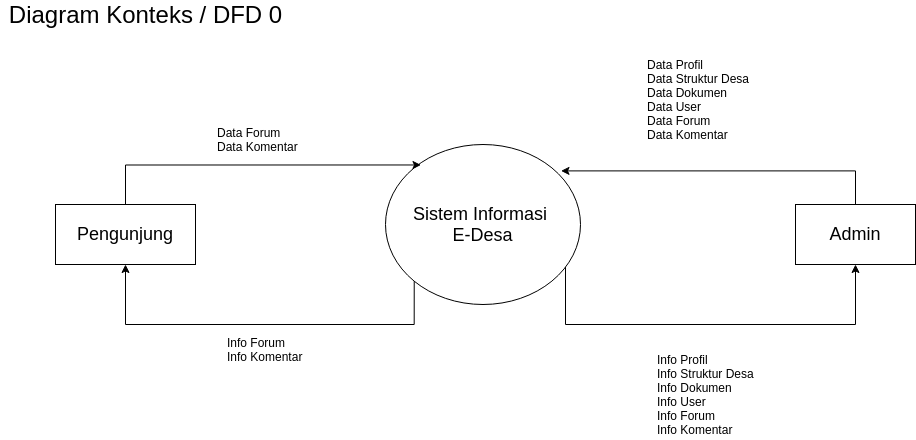 Diagram Konteks / DFD 0
Data Profil
Data Struktur Desa
Data Dokumen
Data User
Data Forum
Data Komentar
Data Forum
Data Komentar
Sistem Informasi
E-Desa
Pengunjung
Admin
Info Forum
Info Komentar
Info Profil
Info Struktur Desa
Info Dokumen
Info User
Info Forum
Info Komentar